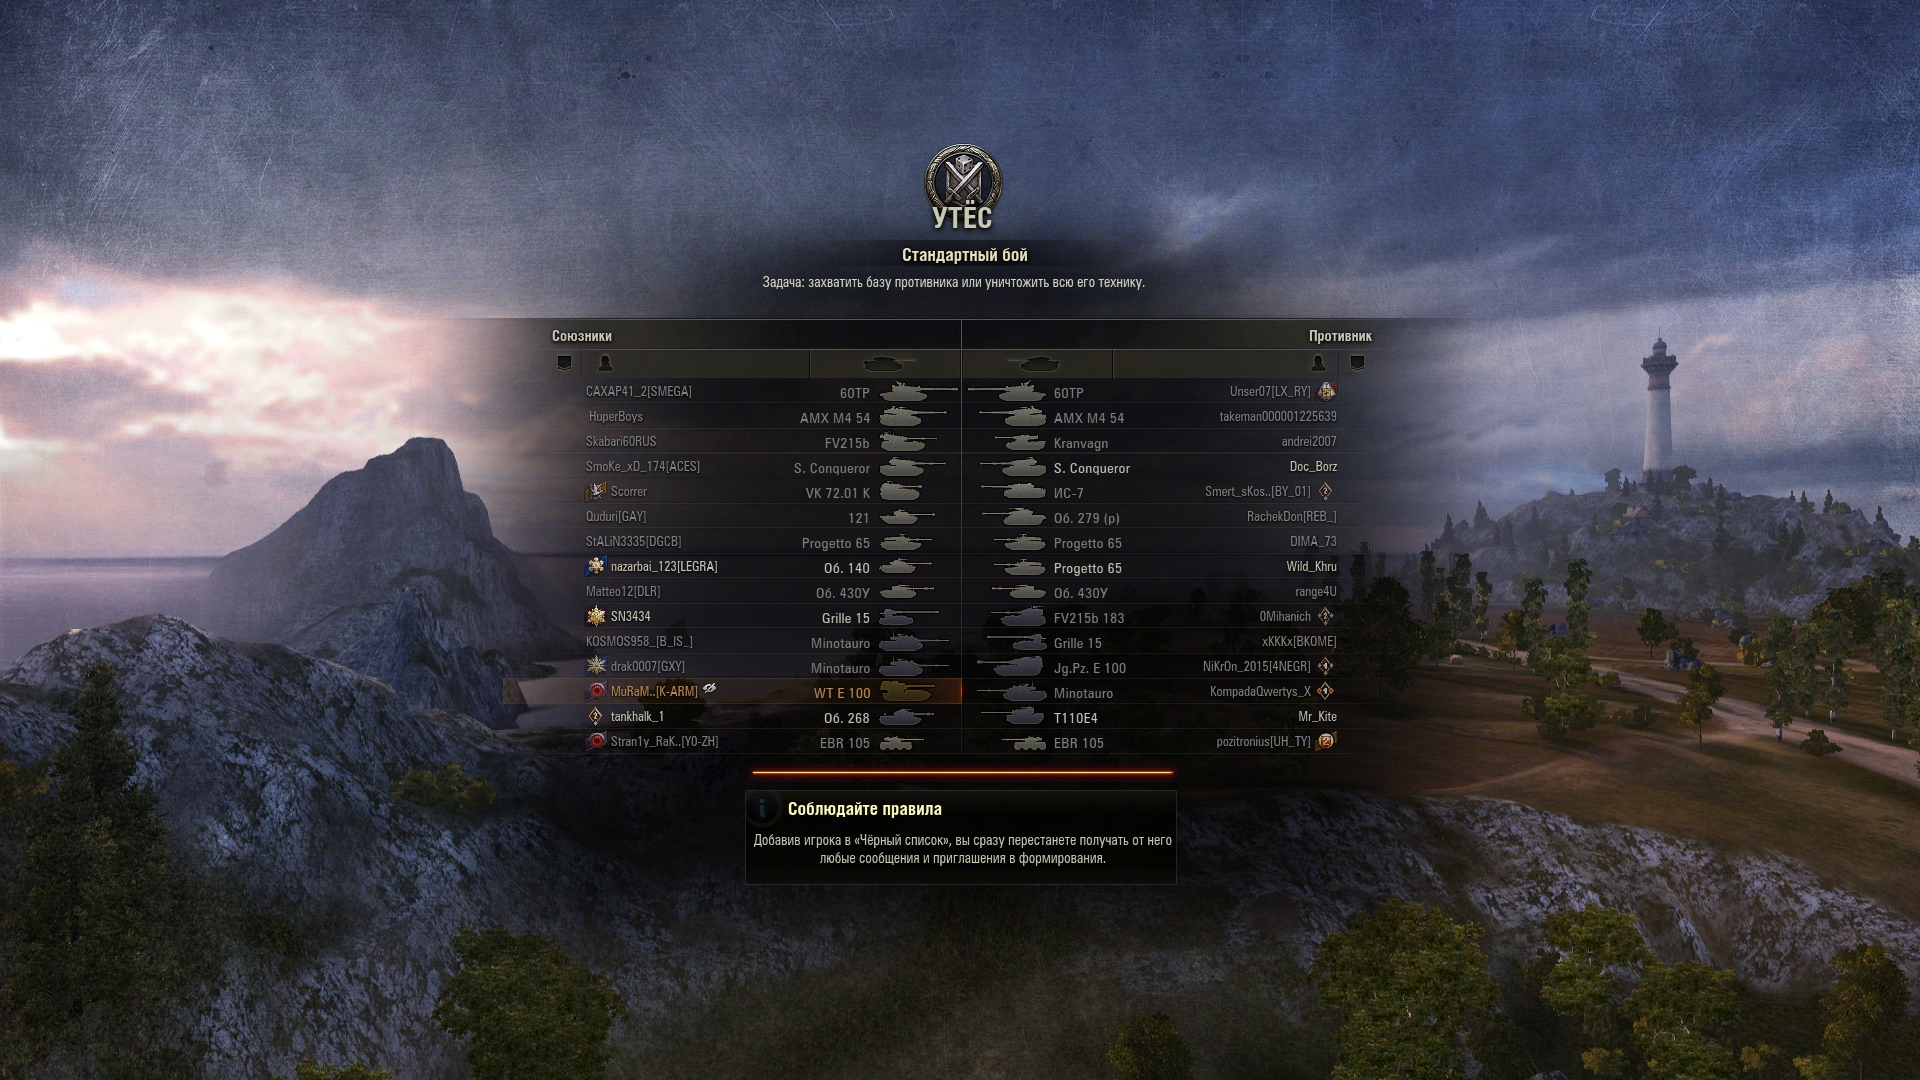 УТЁС
Стандартный бой
Задача: захватить базу противника или уничтожить всю его технику.
Союзники Противник
CAXAP41_2[SMEGA] 60TP 60TP Unser07[LX_RY]
HuperBoys AMX M4 54 AMX M4 54 takeman000001225639
Skabari60RUS FV215b Kranvagn andrei2007
SmoKe_xD_174[ACES] S. Conqueror S. Conqueror Doc_Borz
Scorrer VK 72.01 K ИС-7 Smert_sKos..[BY_01] 2
Quduri[GAY] 121 Об. 279 (р) RachekDon[REB_]
StALiN3335[DGCB] Progetto 65 Progetto 65 DIMA_73
nazarbai_123[LEGRA] Об. 140 Progetto 65 Wild_Khru
Matteo12[DLR] Об. 430У Об. 430У range4U
SN3434 Grille 15 FV215b 183 0Mihanich
KOSMOS958_[B_IS_] Minotauro Grille 15 xKKKx[BKOME]
drak0007[GXY] Minotauro Jg.Pz. E 100 NiKrOn_2015[4NEGR]
MuRaM..[K-ARM] WT E 100 Minotauro KompadaQwertys_X
2 tankhalk_1 Об. 268 T110E4 Mr_Kite
Stran1y_RaK..[YO-ZH] EBR 105 EBR 105 pozitronius[UH_TY] 2
Соблюдайте правила
Добавив игрока в «Чёрный список», вы сразу перестанете получать от него
любые сообщения и приглашения в формирования.